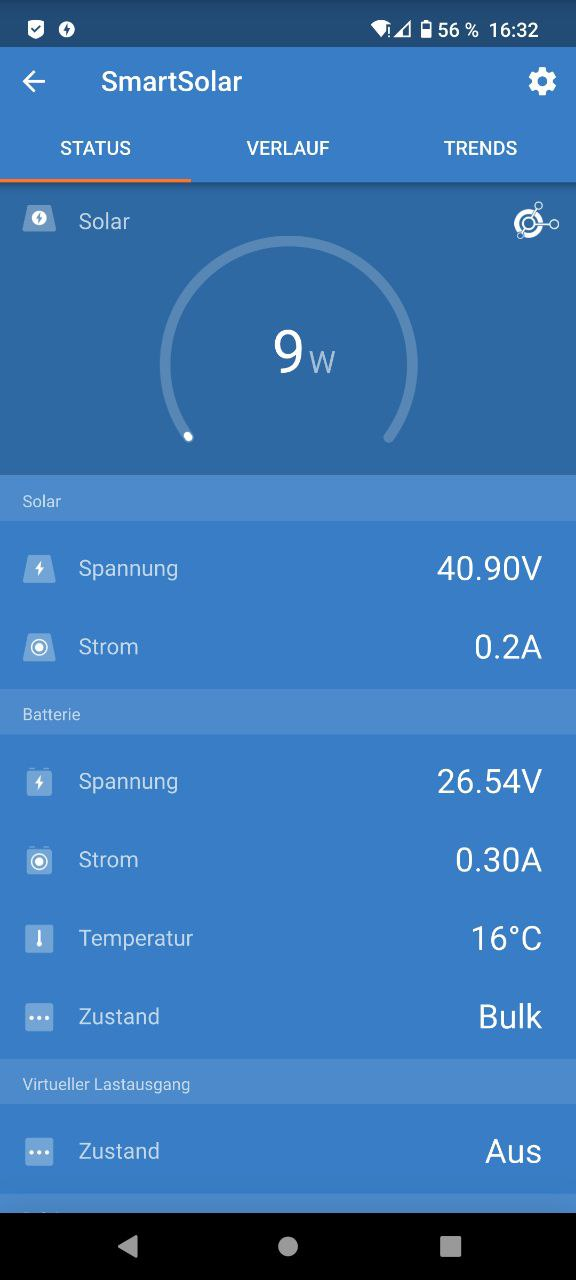 56 % 16:32
SmartSolar
STATUS VERLAUF TRENDS
Solar
9 W
Solar
Spannung 40.90V
Strom 0.2A
Batterie
Spannung 26.54V
Strom 0.30A
Temperatur 16°C
Zustand Bulk
Virtueller Lastausgang
Zustand Aus